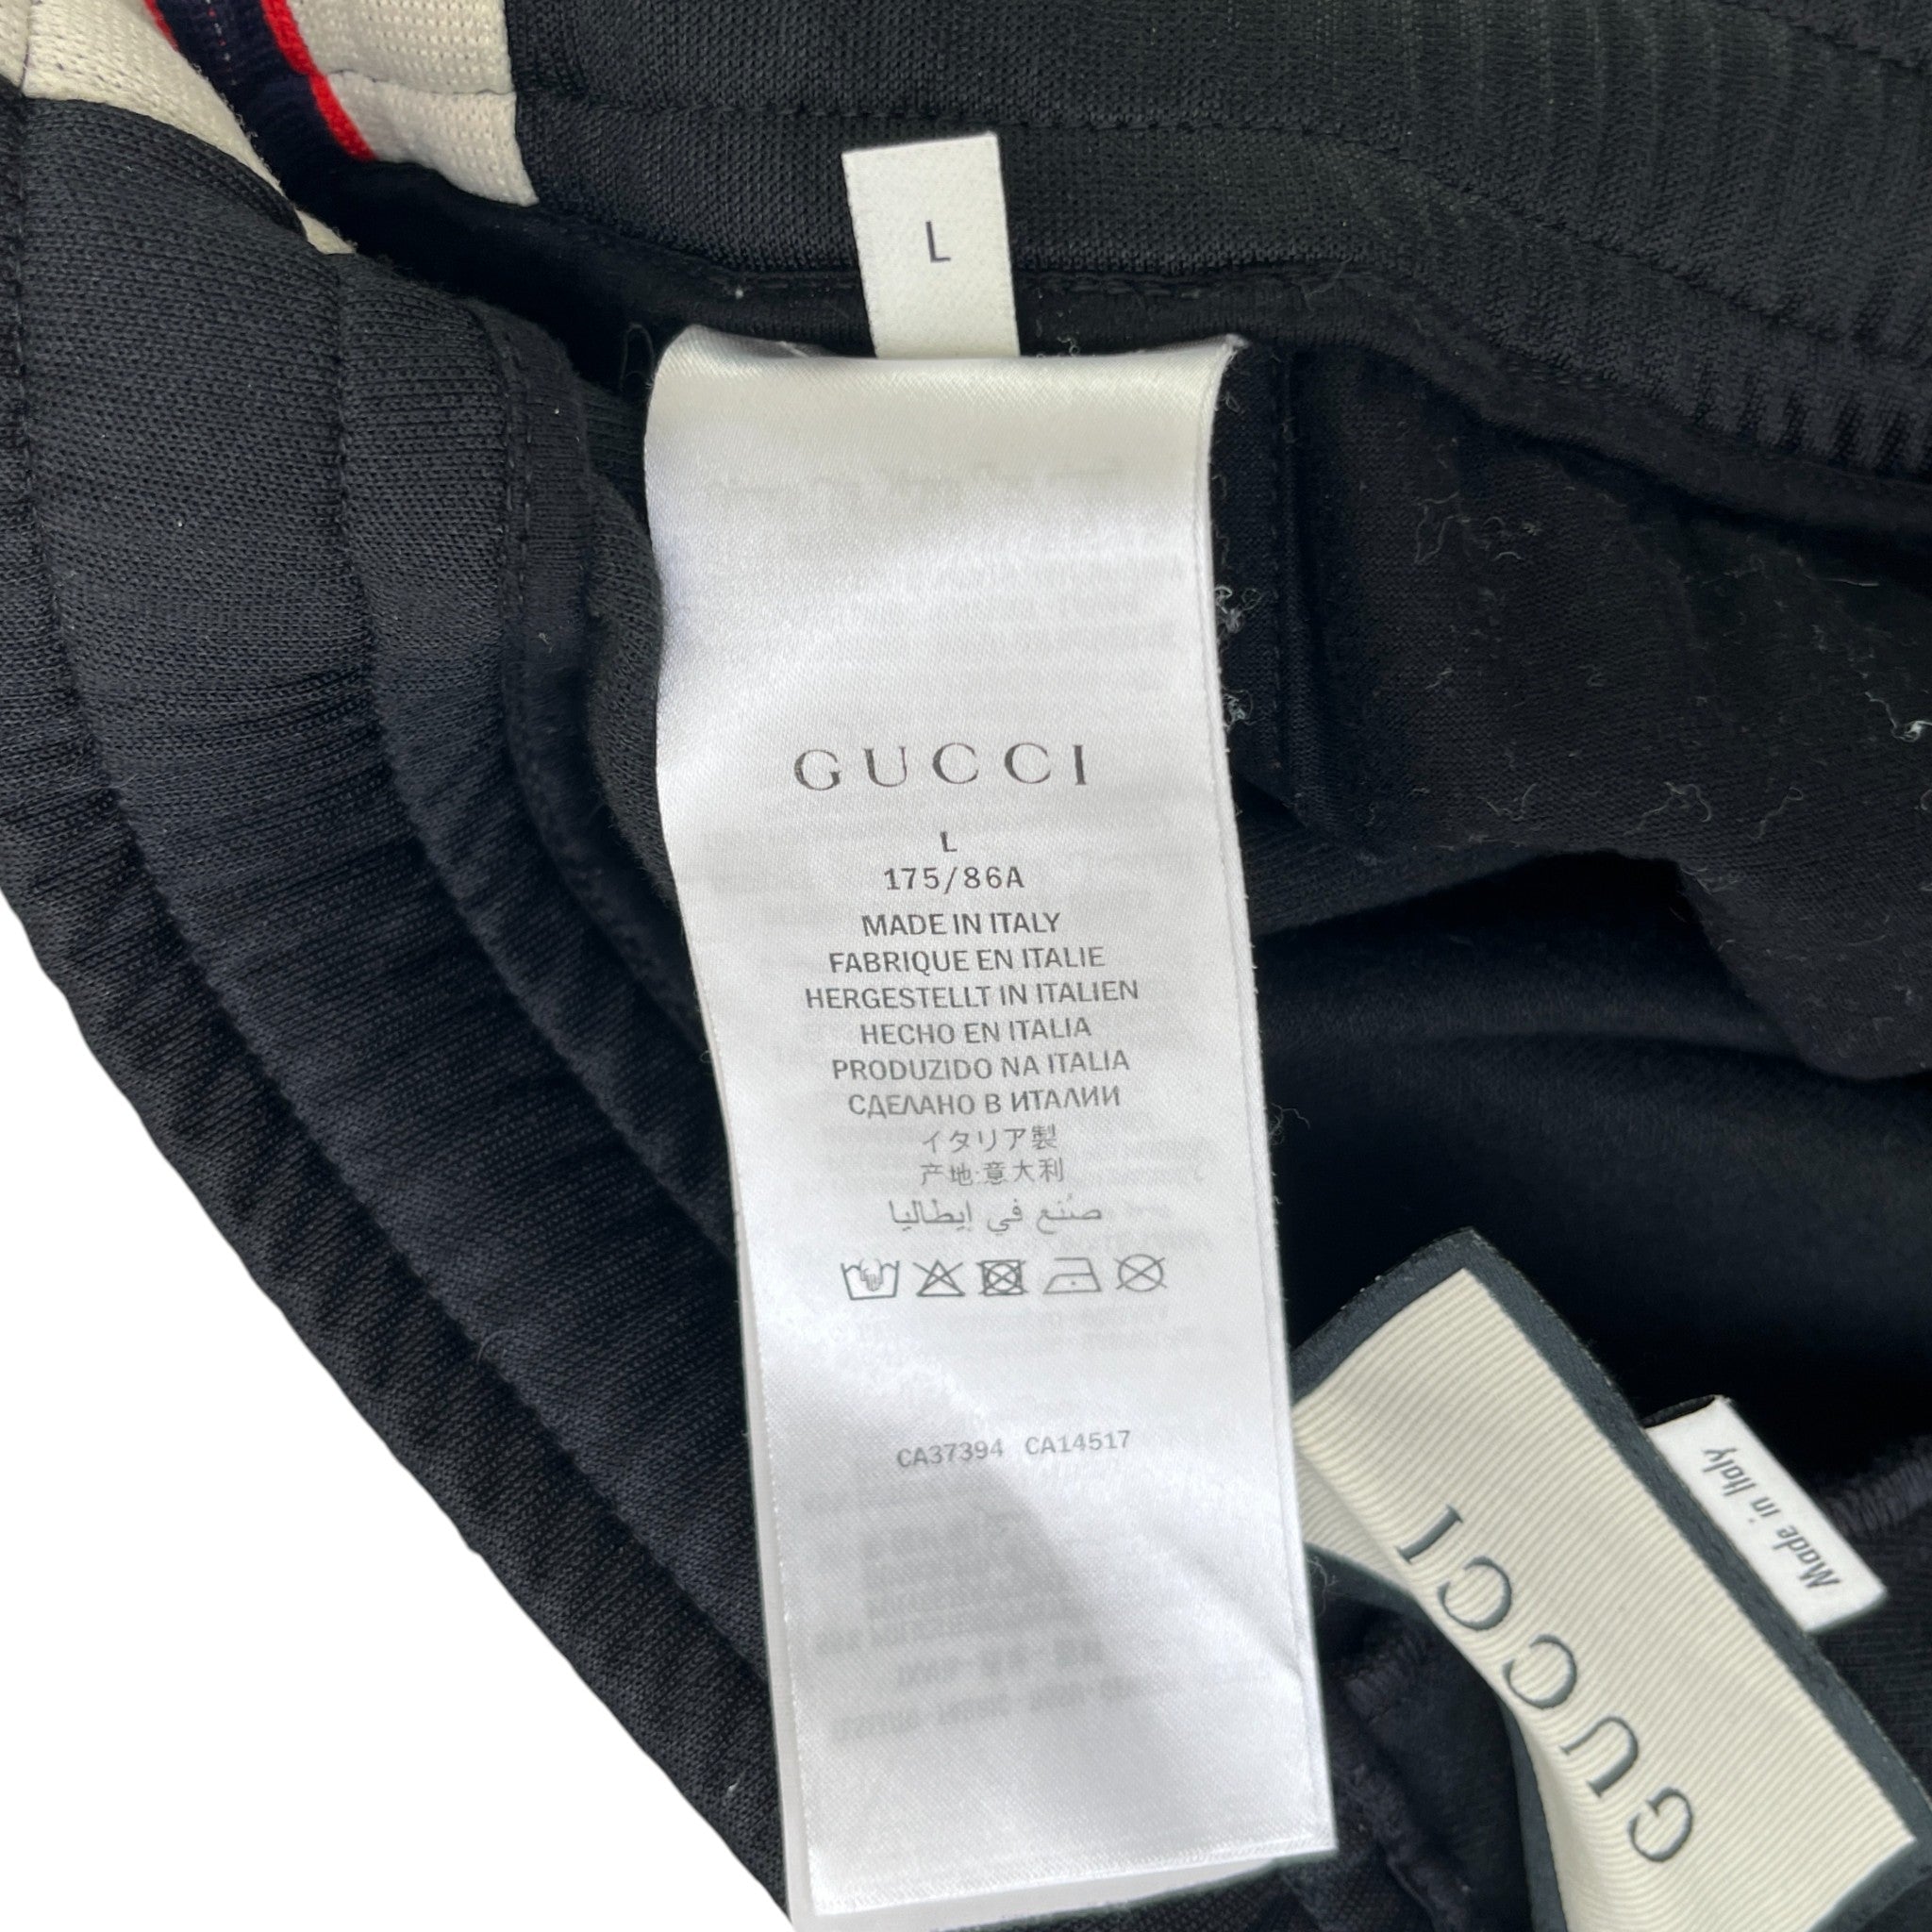 L
GUCCI
L
175/86A
MADE IN ITALY
FABRIQUE EN ITALIE
HERGESTELLT IN ITALIEN
HECHO EN ITALIA
PRODUZIDO NA ITALIA
СДЕЛАНО В ИТАЛИИ
イタリア製
产地:意大利
صُنع في إيطاليا
CA37394 CA14517
Made in Italy
GUCCI